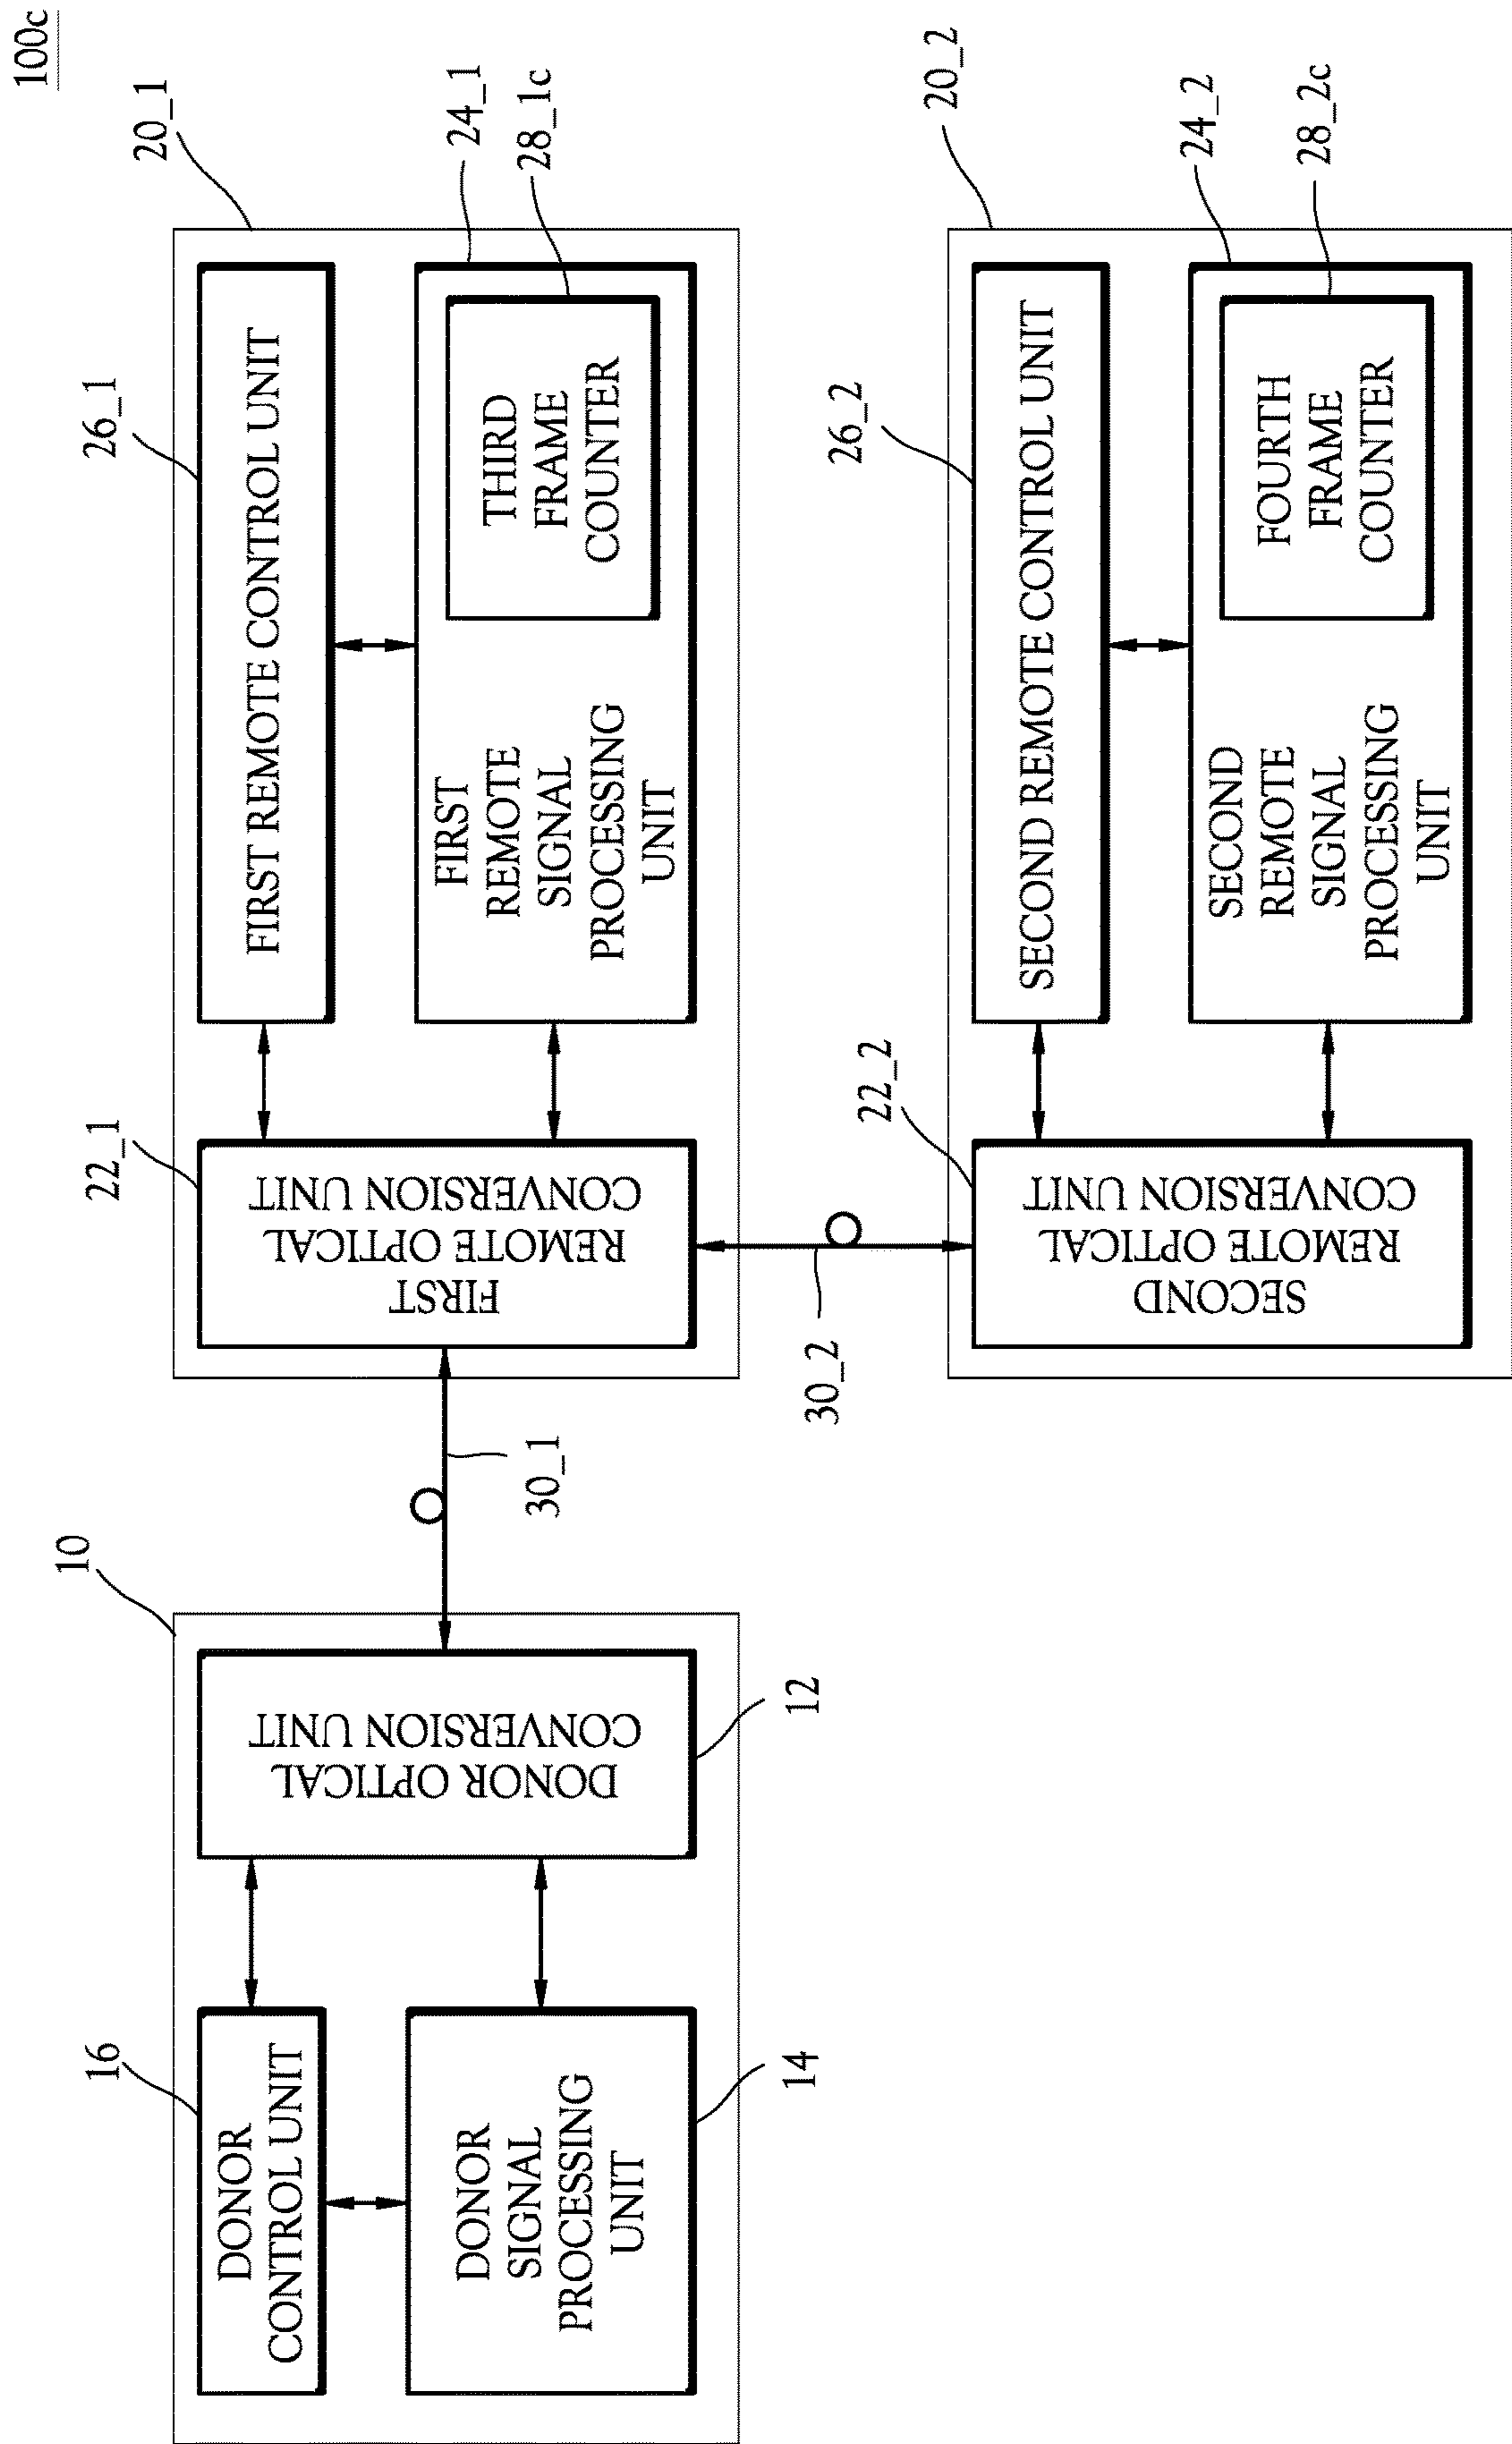 100c
10
16
DONOR
CONTROL UNIT
DONOR
SIGNAL
PROCESSING
UNIT
14
DONOR OPTICAL
CONVERSION UNIT
12
30_1
20_1
22_1
FIRST
REMOTE OPTICAL
CONVERSION UNIT
26_1
FIRST REMOTE CONTROL UNIT
FIRST
REMOTE
SIGNAL
PROCESSING
UNIT
24_1
THIRD
FRAME
COUNTER
28_1c
30_2
20_2
22_2
SECOND
REMOTE OPTICAL
CONVERSION UNIT
26_2
SECOND REMOTE CONTROL UNIT
SECOND
REMOTE
SIGNAL
PROCESSING
UNIT
24_2
FOURTH
FRAME
COUNTER
28_2c